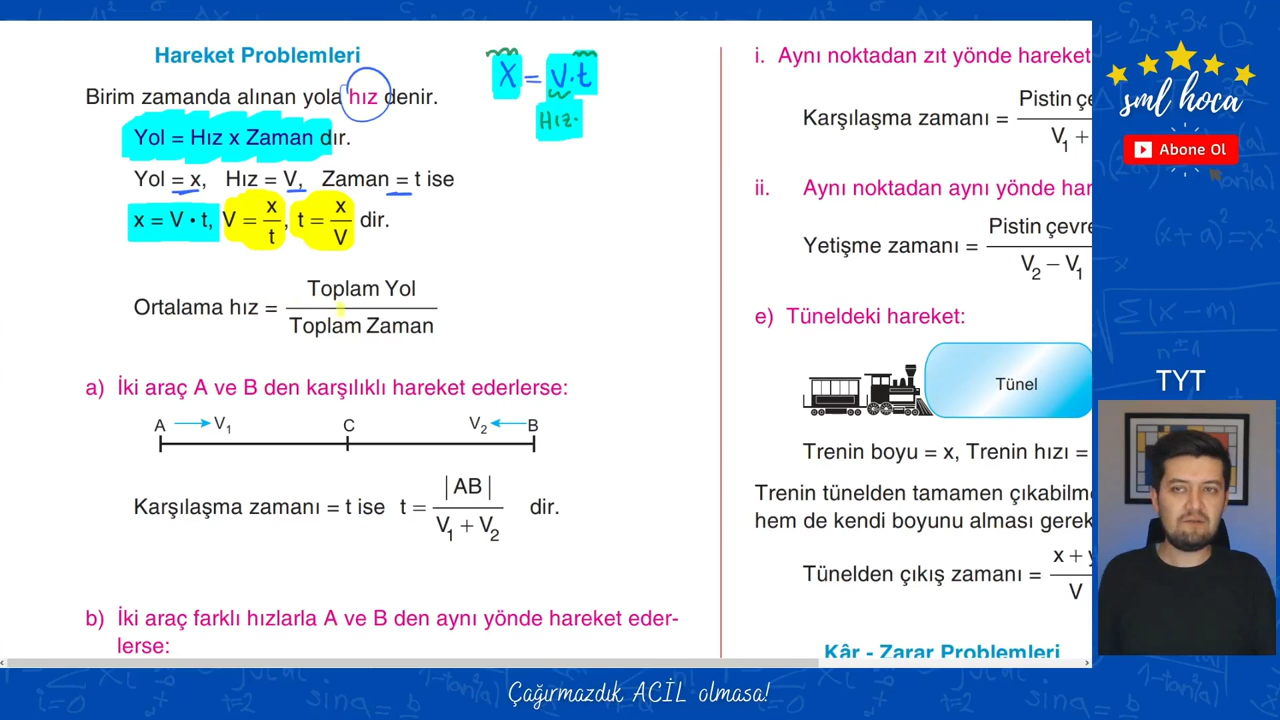 Hareket Problemleri
Birim zamanda alınan yola hız denir.
Yol = Hız x Zaman dır.
Yol = x, Hız = V, Zaman = t ise
x = V • t, V = x/t, t = x/V dir.
X = V.t
Hız.
Ortalama hız = Toplam Yol / Toplam Zaman
a) İki araç A ve B den karşılıklı hareket ederlerse:
A V1 C V2 B
Karşılaşma zamanı = t ise t = |AB| / V1 + V2 dir.
b) İki araç farklı hızlarla A ve B den aynı yönde hareket eder-
lerse:
i. Aynı noktadan zıt yönde hareket
Karşılaşma zamanı = Pistin çe / V1 +
ii. Aynı noktadan aynı yönde har
Yetişme zamanı = Pistin çevre / V2 – V1
e) Tüneldeki hareket:
Tünel
Trenin boyu = x, Trenin hızı =
Trenin tünelden tamamen çıkabilme
hem de kendi boyunu alması gerek
Tünelden çıkış zamanı = x + y / V
Kâr - Zarar Problemleri
sml hoca
Abone Ol
TYT
Çağırmazdık ACİL olmasa!